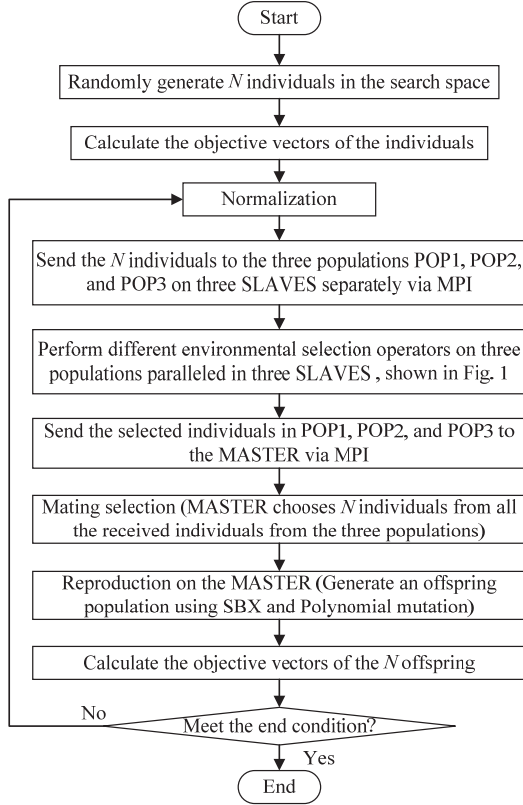 Start
Randomly generate N individuals in the search space
Calculate the objective vectors of the individuals
Normalization
Send the N individuals to the three populations POP1, POP2,
and POP3 on three SLAVES separately via MPI
Perform different environmental selection operators on three
populations paralleled in three SLAVES , shown in Fig. 1
Send the selected individuals in POP1, POP2, and POP3 to
the MASTER via MPI
Mating selection (MASTER chooses N individuals from all
the received individuals from the three populations)
Reproduction on the MASTER (Generate an offspring
population using SBX and Polynomial mutation)
Calculate the objective vectors of the N offspring
No
Meet the end condition?
Yes
End